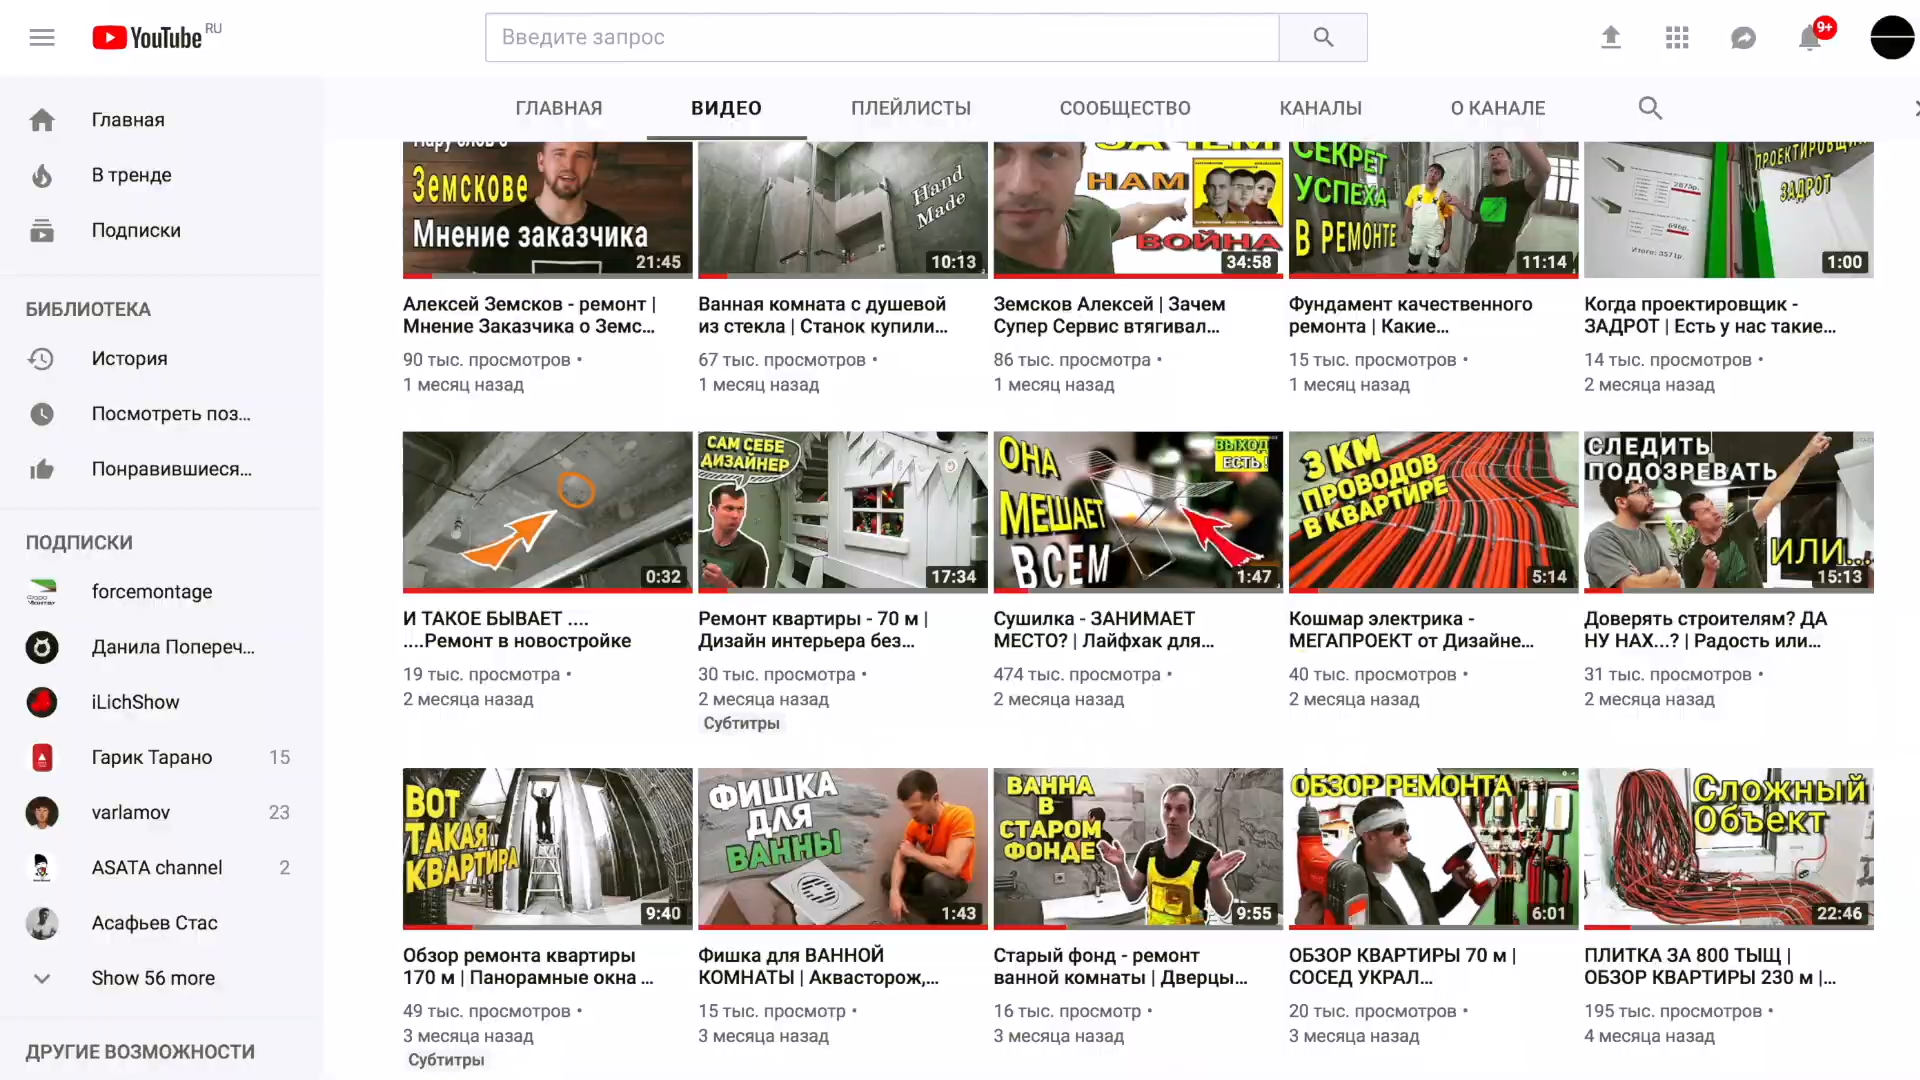 YouTube RU
Введите запрос
9+
ГЛАВНАЯ
ВИДЕО
ПЛЕЙЛИСТЫ
СООБЩЕСТВО
КАНАЛЫ
О КАНАЛЕ
Главная
В тренде
Подписки
БИБЛИОТЕКА
История
Посмотреть поз...
Понравившиеся...
ПОДПИСКИ
forcemontage
Данила Попереч...
iLichShow
Гарик Тарано 15
varlamov 23
ASATA channel 2
Асафьев Стас
Show 56 more
ДРУГИЕ ВОЗМОЖНОСТИ
Земскове
Мнение заказчика
21:45
Алексей Земсков - ремонт |
Мнение Заказчика о Земс...
90 тыс. просмотров •
1 месяц назад
Hand
Made
10:13
Ванная комната с душевой
из стекла | Станок купили...
67 тыс. просмотров •
1 месяц назад
ЗАЧЕМ
НАМ
ВОЙНА
34:58
Земсков Алексей | Зачем
Супер Сервис втягивал...
86 тыс. просмотра •
1 месяц назад
СЕКРЕТ
УСПЕХА
В РЕМОНТЕ
11:14
Фундамент качественного
ремонта | Какие...
15 тыс. просмотров •
1 месяц назад
ПРОЕКТИРОВЩИК
ЗАДРОТ
2875р.
696р.
Итого: 3571р.
1:00
Когда проектировщик -
ЗАДРОТ | Есть у нас такие...
14 тыс. просмотров •
2 месяца назад
0:32
И ТАКОЕ БЫВАЕТ ....
....Ремонт в новостройке
19 тыс. просмотра •
2 месяца назад
САМ СЕБЕ
ДИЗАЙНЕР
17:34
Ремонт квартиры - 70 м |
Дизайн интерьера без...
30 тыс. просмотра •
2 месяца назад
Субтитры
ОНА
МЕШАЕТ
ВСЕМ
ВЫХОД
ЕСТЬ!
1:47
Сушилка - ЗАНИМАЕТ
МЕСТО? | Лайфхак для...
474 тыс. просмотра •
2 месяца назад
3 КМ
ПРОВОДОВ
В КВАРТИРЕ
5:14
Кошмар электрика -
МЕГАПРОЕКТ от Дизайне...
40 тыс. просмотров •
2 месяца назад
СЛЕДИТЬ
ПОДОЗРЕВАТЬ
ИЛИ...
15:13
Доверять строителям? ДА
НУ НАХ...? | Радость или...
31 тыс. просмотров •
2 месяца назад
ВОТ
ТАКАЯ
КВАРТИРА
9:40
Обзор ремонта квартиры
170 м | Панорамные окна ...
49 тыс. просмотров •
3 месяца назад
Субтитры
ФИШКА
ДЛЯ
ВАННЫ
1:43
Фишка для ВАННОЙ
КОМНАТЫ | Аквасторож,...
15 тыс. просмотр •
3 месяца назад
ВАННА
В
СТАРОМ
ФОНДЕ
9:55
Старый фонд - ремонт
ванной комнаты | Дверцы...
16 тыс. просмотр •
3 месяца назад
ОБЗОР РЕМОНТА
6:01
ОБЗОР КВАРТИРЫ 70 м |
СОСЕД УКРАЛ...
20 тыс. просмотров •
3 месяца назад
Сложный
Объект
22:46
ПЛИТКА ЗА 800 ТЫЩ |
ОБЗОР КВАРТИРЫ 230 м |...
195 тыс. просмотров •
4 месяца назад